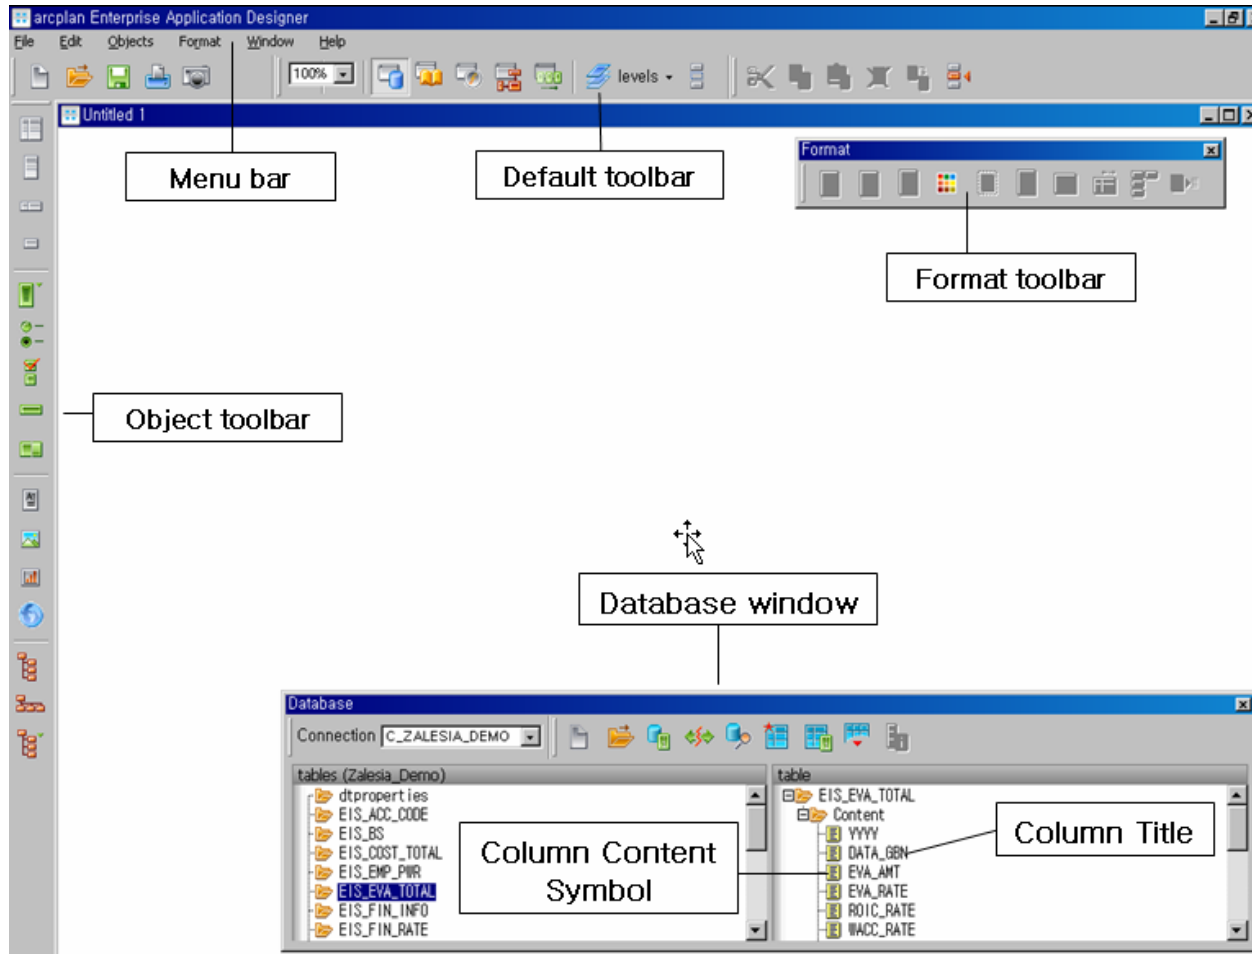 arcplan Enterprise Application Designer
File Edit Objects Format Window Help
100% levels
Untitled 1
Menu bar
Default toolbar
Format
Format toolbar
Object toolbar
Database window
Database
Connection C_ZALESIA_DEMO
tables (Zalesia_Demo)
dtproperties
EIS_ACC_CODE
EIS_BS
EIS_COST_TOTAL
EIS_EMP_PWR
EIS_EVA_TOTAL
EIS_FIN_INFO
EIS_FIN_RATE
Column Content
Symbol
table
EIS_EVA_TOTAL
Content
YYYY
DATA_GBN
EVA_AMT
EVA_RATE
ROIC_RATE
WACC_RATE
Column Title